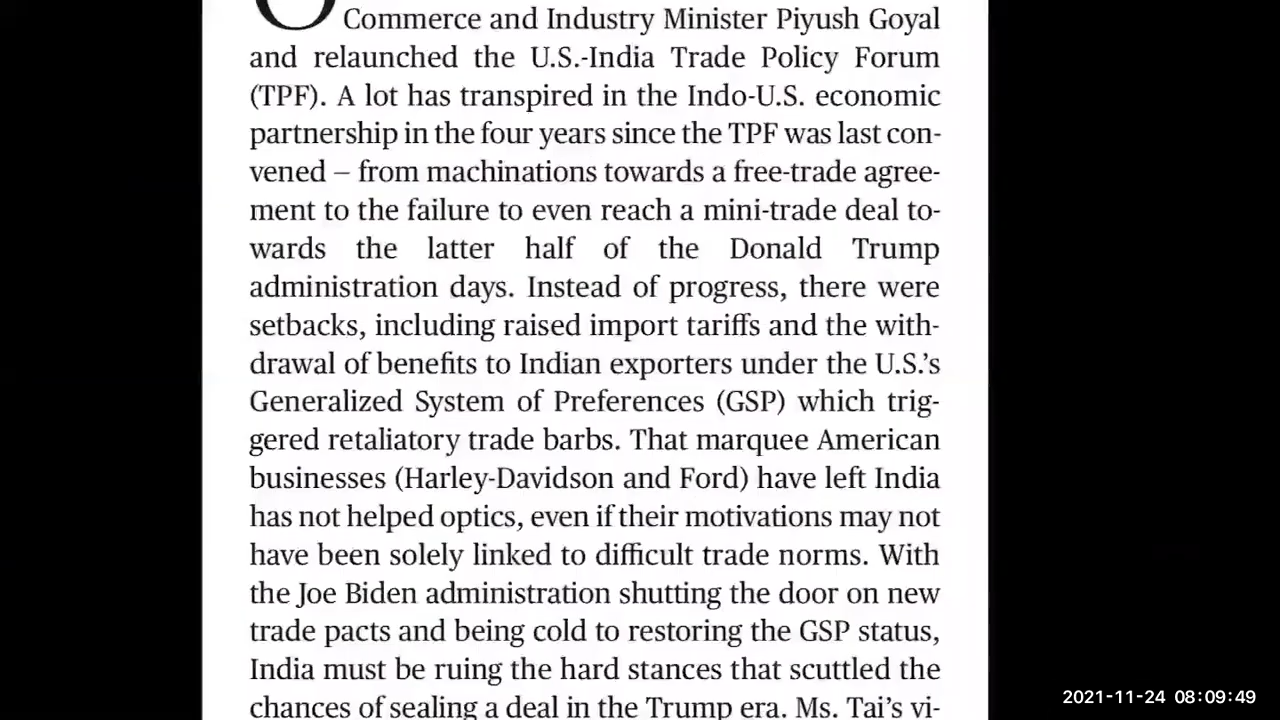 O
Commerce and Industry Minister Piyush Goyal
and relaunched the U.S.-India Trade Policy Forum
(TPF). A lot has transpired in the Indo-U.S. economic
partnership in the four years since the TPF was last con-
vened – from machinations towards a free-trade agree-
ment to the failure to even reach a mini-trade deal to-
wards the latter half of the Donald Trump
administration days. Instead of progress, there were
setbacks, including raised import tariffs and the with-
drawal of benefits to Indian exporters under the U.S.'s
Generalized System of Preferences (GSP) which trig-
gered retaliatory trade barbs. That marquee American
businesses (Harley-Davidson and Ford) have left India
has not helped optics, even if their motivations may not
have been solely linked to difficult trade norms. With
the Joe Biden administration shutting the door on new
trade pacts and being cold to restoring the GSP status,
India must be ruing the hard stances that scuttled the
chances of sealing a deal in the Trump era. Ms. Tai's vi-
2021-11-24 08:09:49